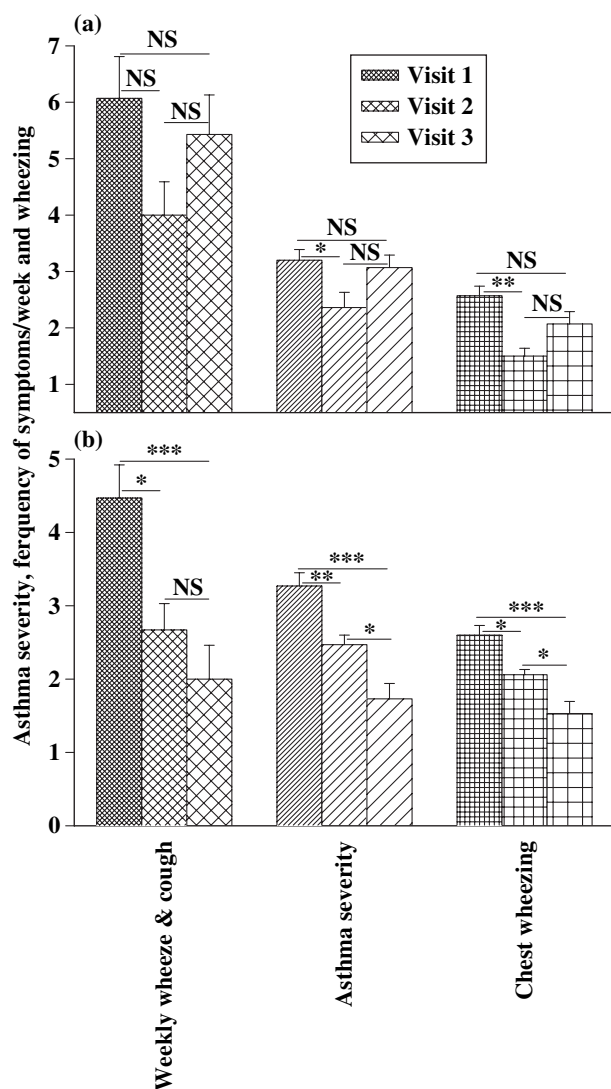 Asthma severity, ferquency of symptoms/week and wheezing
(a)
7
6
5
4
3
2
1
NS
NS
NS
Visit 1
Visit 2
Visit 3
NS
*
NS
NS
**
NS
(b)
5
4
3
2
1
0
***
*
NS
***
**
*
***
*
*
Weekly wheeze & cough
Asthma severity
Chest wheezing